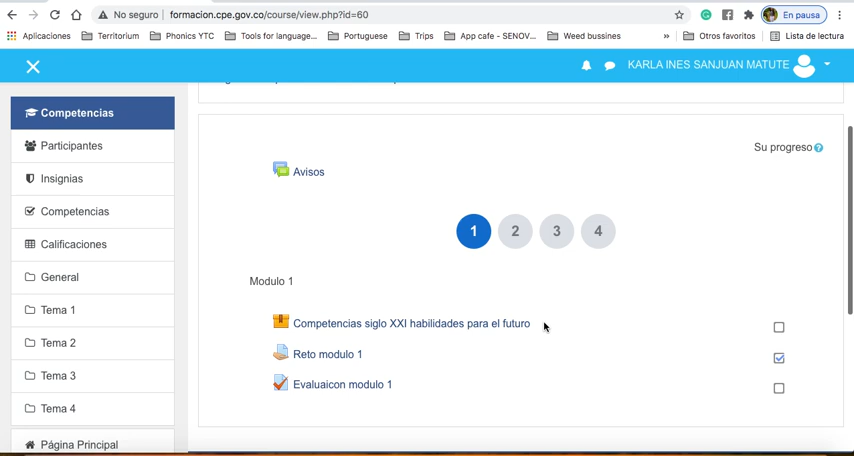 No seguro | formacion.cpe.gov.co/course/view.php?id=60
En pausa
Aplicaciones Territorium Phonics YTC Tools for language... Portuguese Trips App cafe - SENOV... Weed bussines » Otros favoritos Lista de lectura
KARLA INES SANJUAN MATUTE
Competencias
Participantes
Insignias
Competencias
Calificaciones
General
Tema 1
Tema 2
Tema 3
Tema 4
Página Principal
Su progreso
Avisos
1 2 3 4
Modulo 1
Competencias siglo XXI habilidades para el futuro
Reto modulo 1
Evaluaicon modulo 1